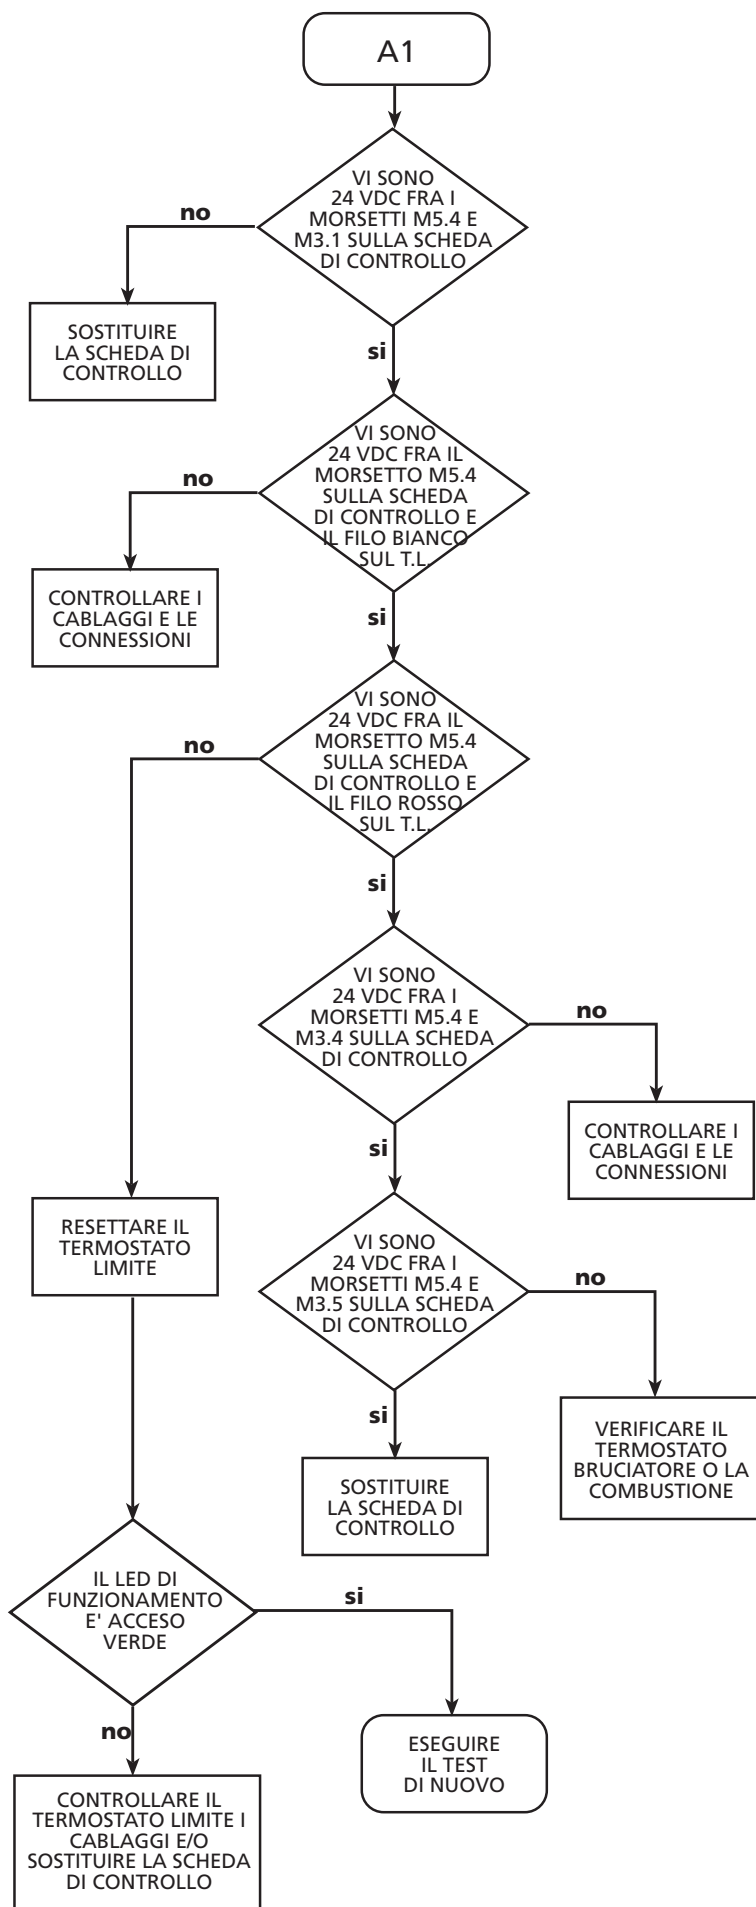 A1
VI SONO
24 VDC FRA I
MORSETTI M5.4 E
M3.1 SULLA SCHEDA
DI CONTROLLO
no
SOSTITUIRE
LA SCHEDA DI
CONTROLLO
si
VI SONO
24 VDC FRA IL
MORSETTO M5.4
SULLA SCHEDA
DI CONTROLLO E
IL FILO BIANCO
SUL T.L.
no
CONTROLLARE I
CABLAGGI E LE
CONNESSIONI
si
VI SONO
24 VDC FRA IL
MORSETTO M5.4
SULLA SCHEDA
DI CONTROLLO E
IL FILO ROSSO
SUL T.L.
no
si
VI SONO
24 VDC FRA I
MORSETTI M5.4 E
M3.4 SULLA SCHEDA
DI CONTROLLO
no
CONTROLLARE I
CABLAGGI E LE
CONNESSIONI
si
RESETTARE IL
TERMOSTATO
LIMITE
VI SONO
24 VDC FRA I
MORSETTI M5.4 E
M3.5 SULLA SCHEDA
DI CONTROLLO
no
VERIFICARE IL
TERMOSTATO
BRUCIATORE O LA
COMBUSTIONE
si
SOSTITUIRE
LA SCHEDA DI
CONTROLLO
IL LED DI
FUNZIONAMENTO
E' ACCESO
VERDE
si
ESEGUIRE
IL TEST
DI NUOVO
no
CONTROLLARE IL
TERMOSTATO LIMITE I
CABLAGGI E/O
SOSTITUIRE LA SCHEDA
DI CONTROLLO